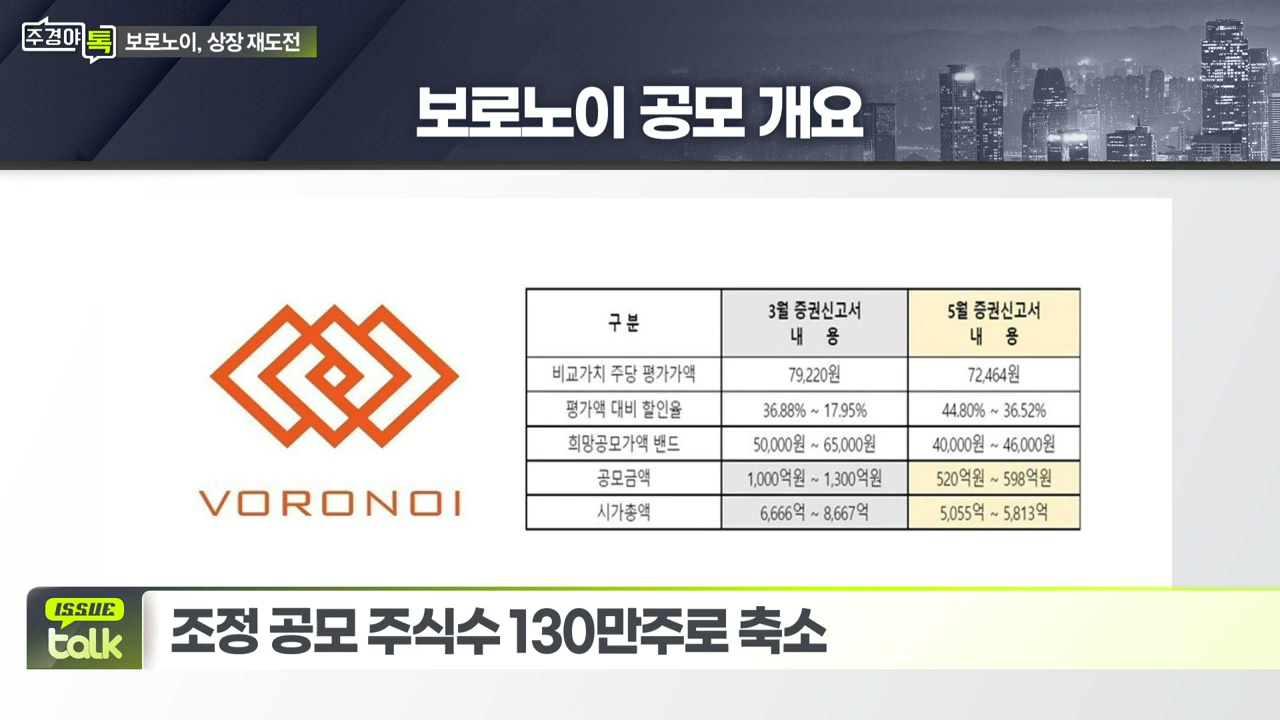 주경야톡 보로노이, 상장 재도전
보로노이 공모 개요
VORONOI
구 분 3월 증권신고서 내 용 5월 증권신고서 내 용
비교가치 주당 평가가액 79,220원 72,464원
평가액 대비 할인율 36.88% ~ 17.95% 44.80% ~ 36.52%
희망공모가액 밴드 50,000원 ~ 65,000원 40,000원 ~ 46,000원
공모금액 1,000억원 ~ 1,300억원 520억원 ~ 598억원
시가총액 6,666억 ~ 8,667억 5,055억 ~ 5,813억
ISSUE talk
조정 공모 주식수 130만주로 축소